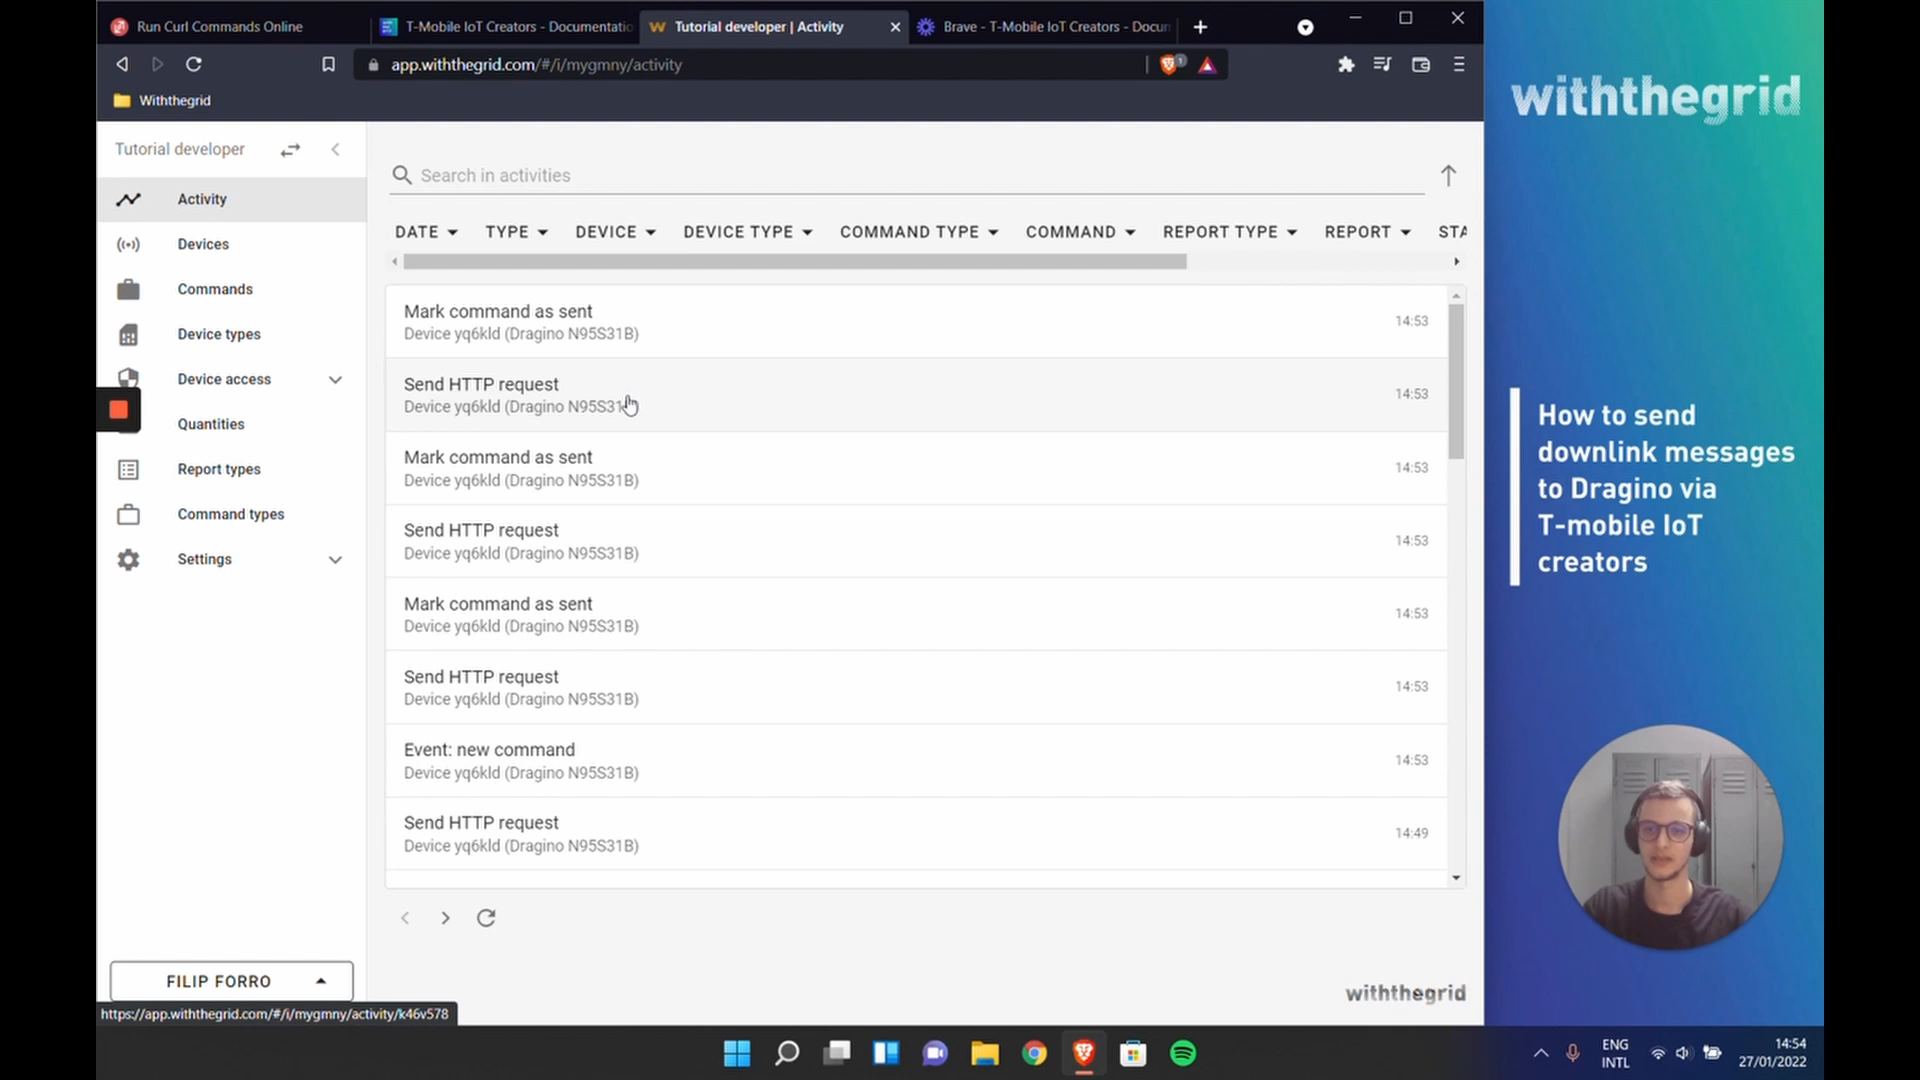 Run Curl Commands Online
T-Mobile IoT Creators - Documentatio
Tutorial developer | Activity
Brave - T-Mobile IoT Creators - Docun
app.withthegrid.com/#/i/mygmny/activity
1
Withthegrid
Tutorial developer
Activity
Devices
Commands
Device types
Device access
Quantities
Report types
Command types
Settings
FILIP FORRO
https://app.withthegrid.com/#/i/mygmny/activity/k46v578
Search in activities
DATE TYPE DEVICE DEVICE TYPE COMMAND TYPE COMMAND REPORT TYPE REPORT STA
Mark command as sent
Device yq6kld (Dragino N95S31B)
14:53
Send HTTP request
Device yq6kld (Dragino N95S31
14:53
Mark command as sent
Device yq6kld (Dragino N95S31B)
14:53
Send HTTP request
Device yq6kld (Dragino N95S31B)
14:53
Mark command as sent
Device yq6kld (Dragino N95S31B)
14:53
Send HTTP request
Device yq6kld (Dragino N95S31B)
14:53
Event: new command
Device yq6kld (Dragino N95S31B)
14:53
Send HTTP request
Device yq6kld (Dragino N95S31B)
14:49
withthegrid
withthegrid
How to send
downlink messages
to Dragino via
T-mobile IoT
creators
ENG
INTL
14:54
27/01/2022